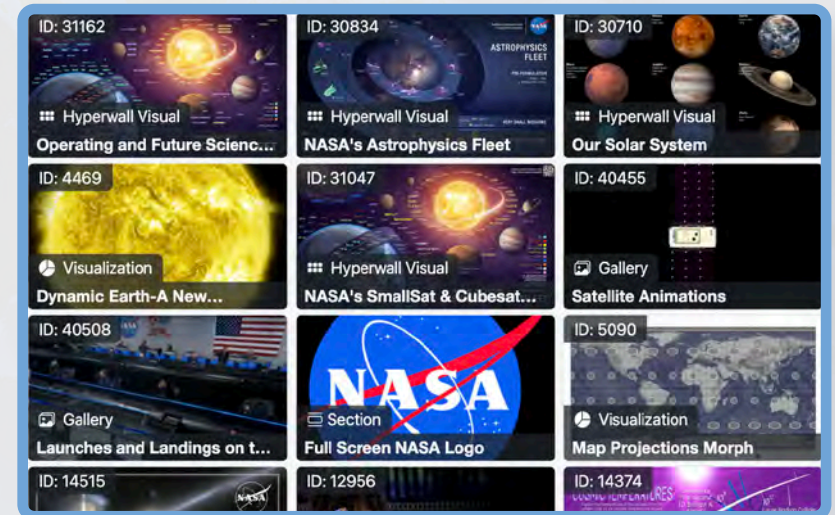 ID: 31162
Hyperwall Visual
Operating and Future Scienc...
ID: 30834
NASA
ASTROPHYSICS
FLEET
Hyperwall Visual
NASA's Astrophysics Fleet
ID: 30710
Hyperwall Visual
Our Solar System
ID: 4469
Visualization
Dynamic Earth-A New...
ID: 31047
Hyperwall Visual
NASA's SmallSat & Cubesat...
ID: 40455
Gallery
Satellite Animations
ID: 40508
Gallery
Launches and Landings on t...
NASA
Section
Full Screen NASA Logo
ID: 5090
Visualization
Map Projections Morph
ID: 14515
NASA
ID: 12956
ID: 14374
COSMIC TEMPERATURES